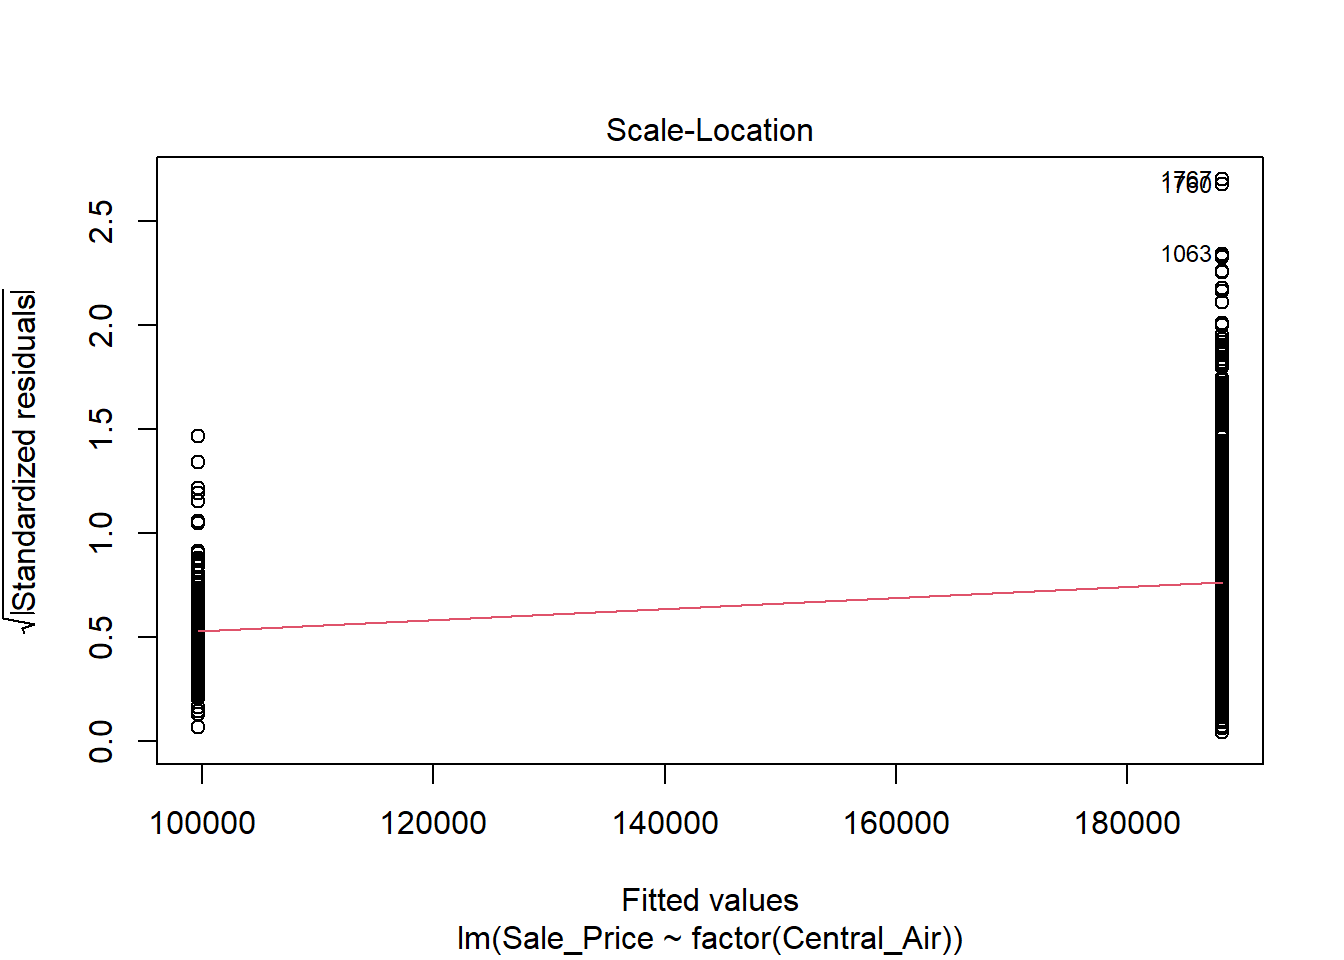 Scale-Location
√|Standardized residuals|
2.5
2.0
1.5
1.0
0.5
0.0
1767
1760
1063
100000 120000 140000 160000 180000
Fitted values
lm(Sale_Price ~ factor(Central_Air))